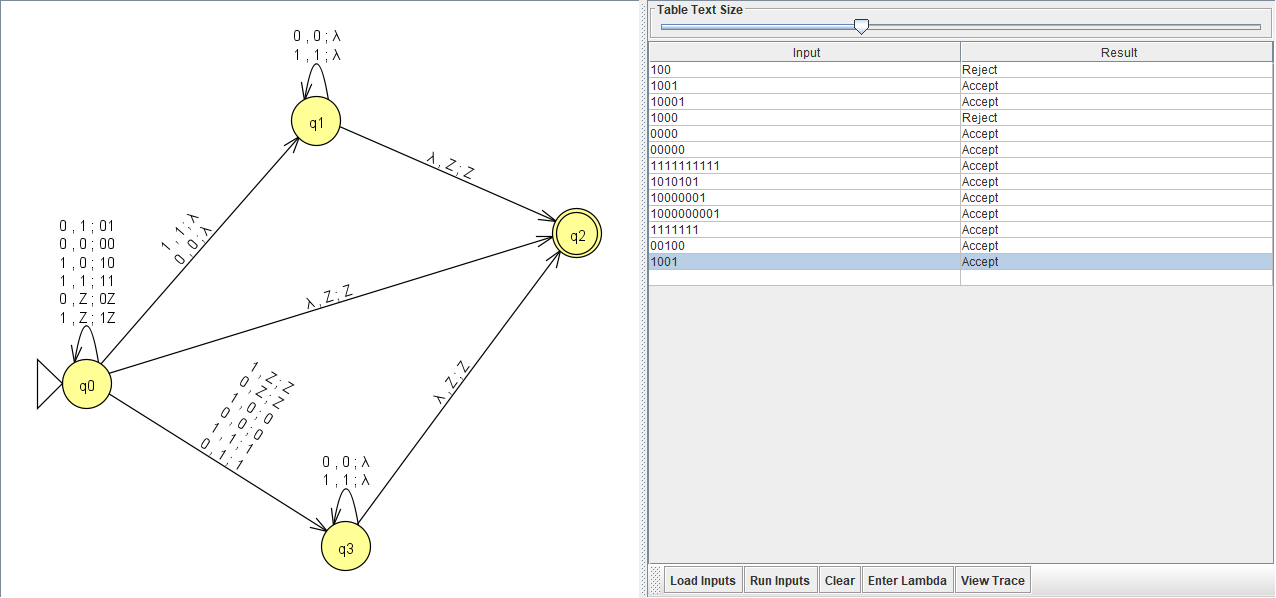 0 , 0 ; λ
1 , 1 ; λ
q1
λ , Z ; Z
1 , 1 ; λ
0 , 0 ; λ
q2
0 , 1 ; 01
0 , 0 ; 00
1 , 0 ; 10
1 , 1 ; 11
0 , Z ; 0Z
1 , Z ; 1Z
λ , Z ; Z
q0
1 , Z ; Z
0 , Z ; Z
1 , 0 ; 0
0 , 0 ; 0
1 , 1 ; 1
0 , 1 ; 1
λ , Z ; Z
0 , 0 ; λ
1 , 1 ; λ
q3
Table Text Size
Input Result
100 Reject
1001 Accept
10001 Accept
1000 Reject
0000 Accept
00000 Accept
1111111111 Accept
1010101 Accept
10000001 Accept
1000000001 Accept
1111111 Accept
00100 Accept
1001 Accept
Load Inputs Run Inputs Clear Enter Lambda View Trace